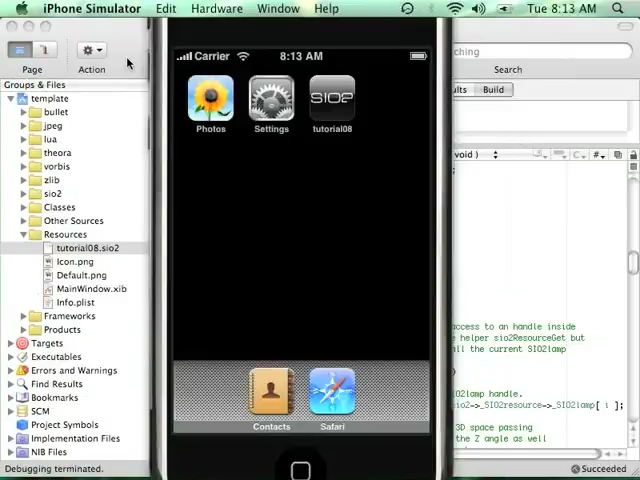 iPhone Simulator Edit Hardware Window Help Tue 8:13 AM
ching
Page Action Search
Groups & Files
template
bullet
jpeg
lua
theora
vorbis
zlib
sio2
Classes
Other Sources
Resources
tutorial08.sio2
Icon.png
Default.png
MainWindow.xib
Info.plist
Frameworks
Products
Targets
Executables
Errors and Warnings
Find Results
Bookmarks
SCM
Project Symbols
Implementation Files
NIB Files
Debugging terminated.
Carrier 8:13 AM
SIO2
Photos Settings tutorial08
Contacts Safari
ults Build
void )
#
;
access to an handle inside
e helper sio2ResourceGet but
ll the current SIO2lamp
)
IO2lamp handle.
sio2->_SIO2resource->_SIO2lamp[ i
3D space passing
the Z angle as well
Succeeded